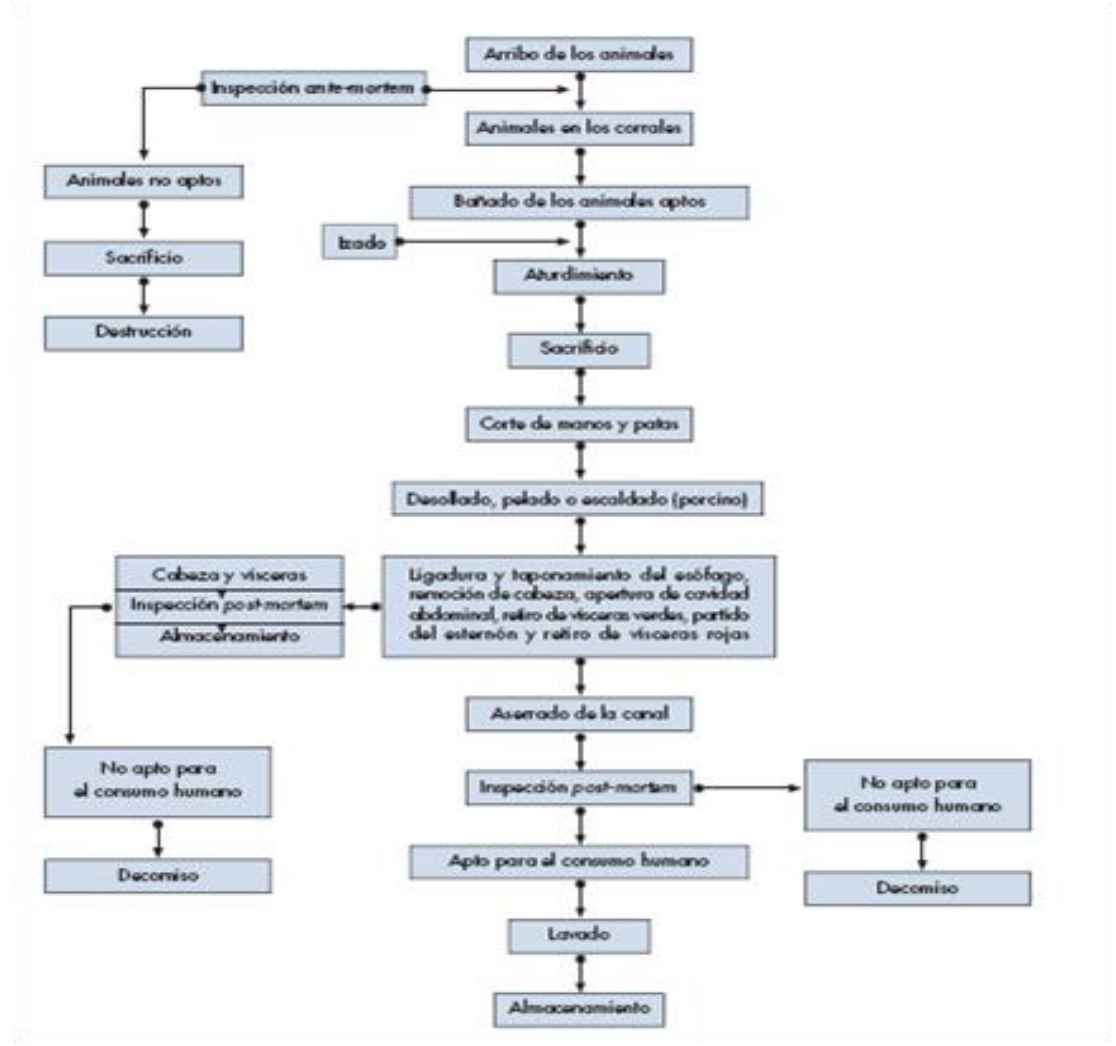 Arribo de los animales
Inspección ante-mortem
Animales en los corrales
Animales no aptos
Bañado de los animales aptos
Izado
Sacrificio
Aturdimiento
Destrucción
Sacrificio
Corte de manos y patas
Desollado, pelado o escaldado (porcino)
Cabeza y vísceras
Inspección post-mortem
Almacenamiento
Ligadura y taponamiento del esófago,
remoción de cabeza, apertura de cavidad
abdominal, retiro de vísceras verdes, partido
del esternón y retiro de vísceras rojas
Aserrado de la canal
No apto para
el consumo humano
Inspección post-mortem
No apto para
el consumo humano
Apto para el consumo humano
Decomiso
Decomiso
Lavado
Almacenamiento